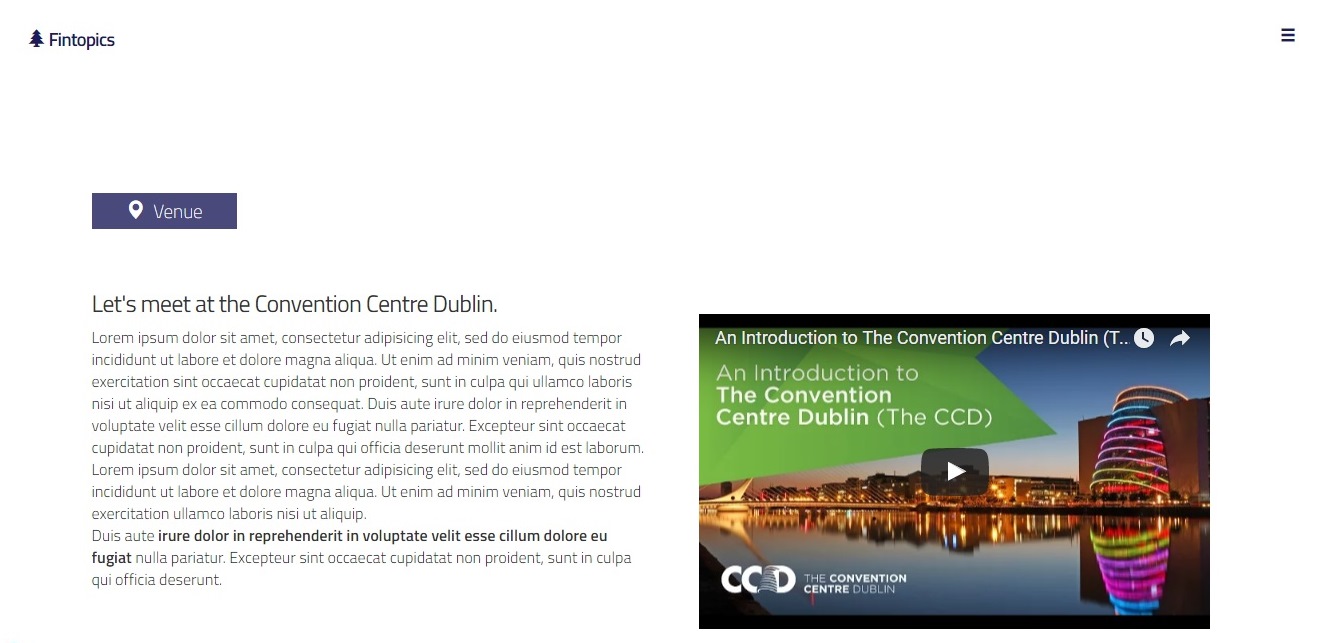 Fintopics
Venue
Let's meet at the Convention Centre Dublin.
Lorem ipsum dolor sit amet, consectetur adipisicing elit, sed do eiusmod tempor
incididunt ut labore et dolore magna aliqua. Ut enim ad minim veniam, quis nostrud
exercitation sint occaecat cupidatat non proident, sunt in culpa qui ullamco laboris
nisi ut aliquip ex ea commodo consequat. Duis aute irure dolor in reprehenderit in
voluptate velit esse cillum dolore eu fugiat nulla pariatur. Excepteur sint occaecat
cupidatat non proident, sunt in culpa qui officia deserunt mollit anim id est laborum.
Lorem ipsum dolor sit amet, consectetur adipisicing elit, sed do eiusmod tempor
incididunt ut labore et dolore magna aliqua. Ut enim ad minim veniam, quis nostrud
exercitation ullamco laboris nisi ut aliquip.
Duis aute irure dolor in reprehenderit in voluptate velit esse cillum dolore eu
fugiat nulla pariatur. Excepteur sint occaecat cupidatat non proident, sunt in culpa
qui officia deserunt.
An Introduction to The Convention Centre Dublin (T...
An Introduction to
The Convention
Centre Dublin (The CCD)
CCD
THE CONVENTION
CENTRE DUBLIN